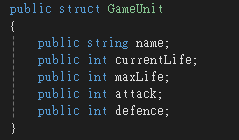 public struct GameUnit
{
    public string name;
    public int currentLife;
    public int maxLife;
    public int attack;
    public int defence;
}